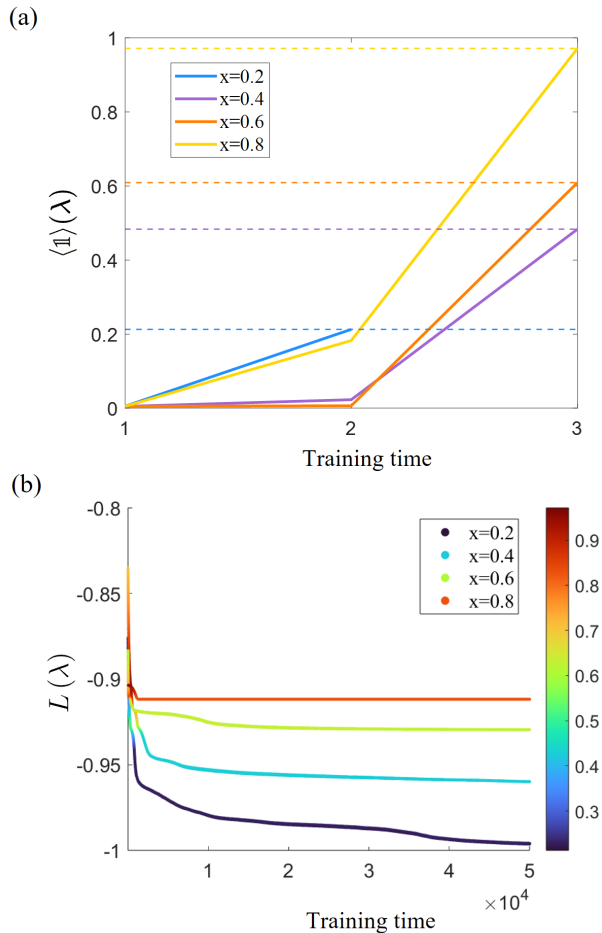 (a)
1
0.8
0.6
0.4
0.2
0
⟨𝟙⟩(λ)
x=0.2
x=0.4
x=0.6
x=0.8
1 2 3
Training time
(b)
-0.8
-0.85
-0.9
-0.95
-1
L (λ)
x=0.2
x=0.4
x=0.6
x=0.8
0.9
0.8
0.7
0.6
0.5
0.4
0.3
1 2 3 4 5
×10⁴
Training time